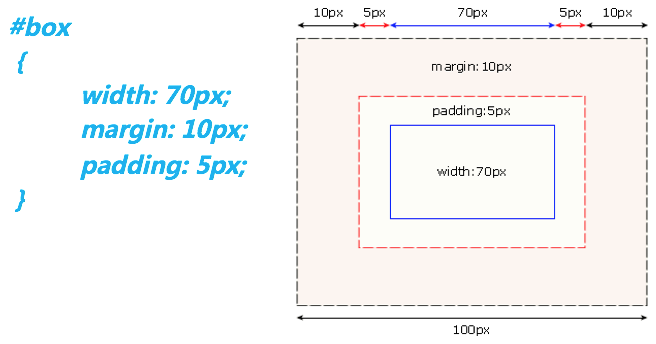 #box
{
width: 70px;
margin: 10px;
padding: 5px;
}
10px 5px 70px 5px 10px
margin: 10px
padding:5px
width:70px
100px